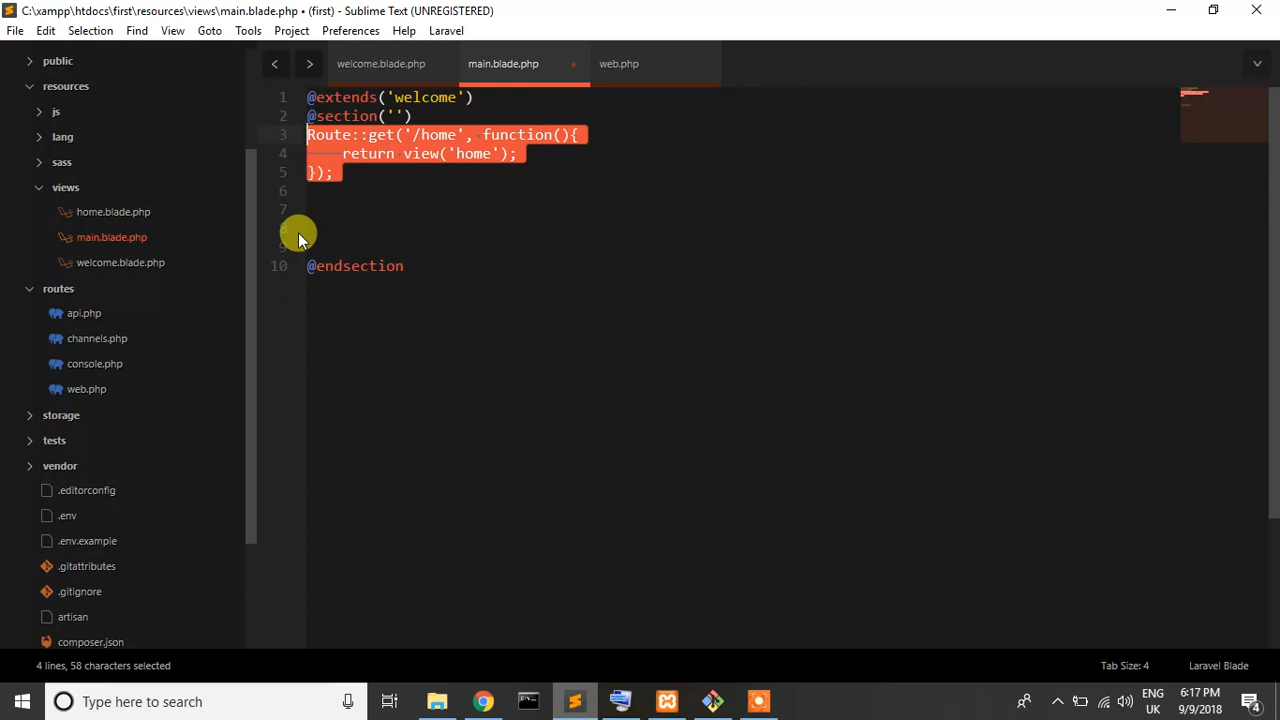 C:\xampp\htdocs\first\resources\views\main.blade.php • (first) - Sublime Text (UNREGISTERED)
File Edit Selection Find View Goto Tools Project Preferences Help Laravel
public
resources
js
lang
sass
views
home.blade.php
main.blade.php
welcome.blade.php
routes
api.php
channels.php
console.php
web.php
storage
tests
vendor
.editorconfig
.env
.env.example
.gitattributes
.gitignore
artisan
composer.json
welcome.blade.php main.blade.php web.php
1 @extends('welcome')
2 @section('')
3 Route::get('/home', function(){
4 return view('home');
5 });
6
7
8
9
10 @endsection
4 lines, 58 characters selected
Tab Size: 4
Laravel Blade
Type here to search
ENG
UK
6:17 PM
9/9/2018
4